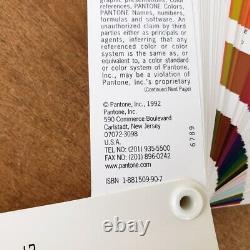 graphic presentations, PANTONE
references, PANTONE Colors,
PANTONE Names, numbers,
formulas and software. An
unauthorized claim by third
parties either as principals or
agents, inferring that any
referenced color or color
system is the same as, or
equivalent to, a color standard
or color system of Pantone,
Inc., may be a violation of
Pantone, Inc.'s proprietary
(Continued Next Page)
© Pantone, Inc., 1992
Pantone, Inc.
590 Commerce Boulevard
Carlstadt, New Jersey
07072-3098
U.S.A.
TEL NO: (201) 935-5500
FAX NO: (201) 896-0242
ISBN 1-881509-90-7
6789